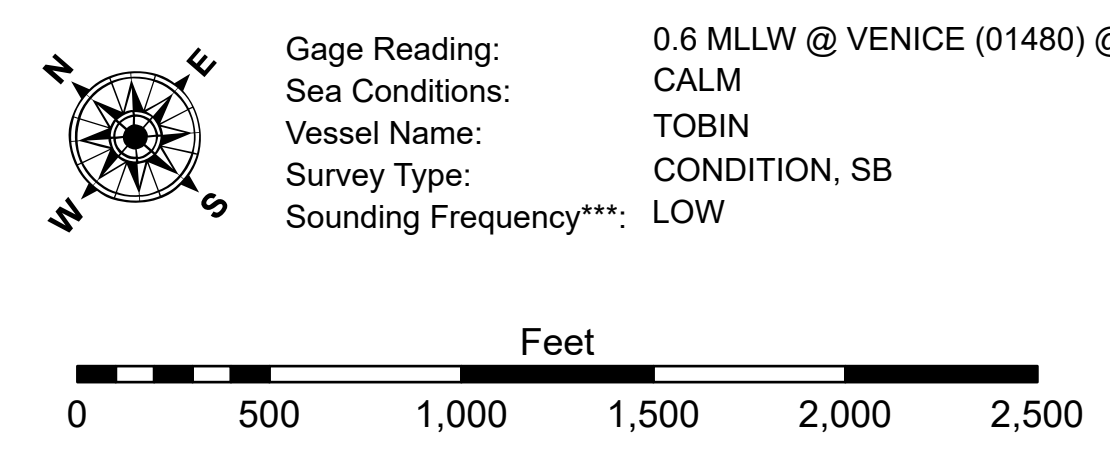 N
E
W
S
Gage Reading: 0.6 MLLW @ VENICE (01480) @
Sea Conditions: CALM
Vessel Name: TOBIN
Survey Type: CONDITION, SB
Sounding Frequency***: LOW
Feet
0 500 1,000 1,500 2,000 2,500